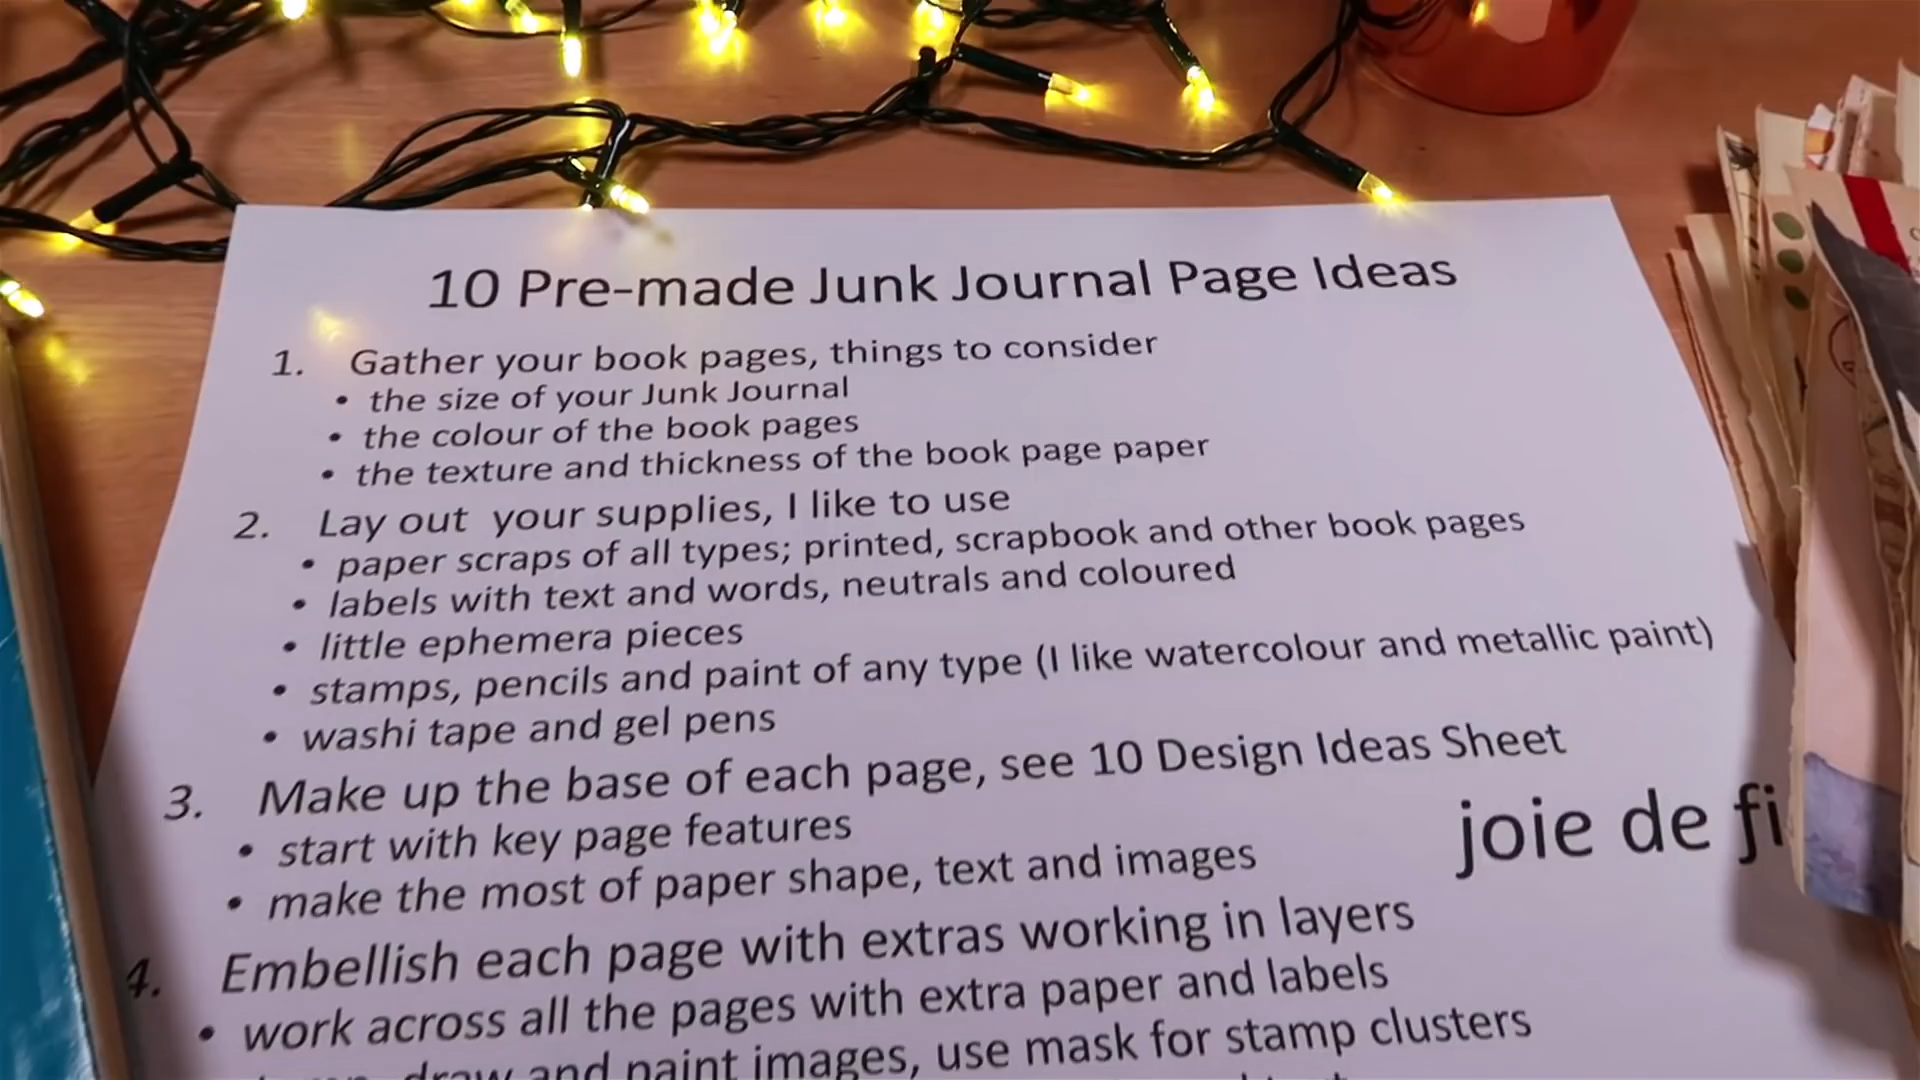 10 Pre-made Junk Journal Page Ideas
1. Gather your book pages, things to consider
• the size of your Junk Journal
• the colour of the book pages
• the texture and thickness of the book page paper
2. Lay out your supplies, I like to use
• paper scraps of all types; printed, scrapbook and other book pages
• labels with text and words, neutrals and coloured
• little ephemera pieces
• stamps, pencils and paint of any type (I like watercolour and metallic paint)
• washi tape and gel pens
3. Make up the base of each page, see 10 Design Ideas Sheet
• start with key page features
• make the most of paper shape, text and images
joie de fi
4. Embellish each page with extras working in layers
• work across all the pages with extra paper and labels
draw and paint images, use mask for stamp clusters